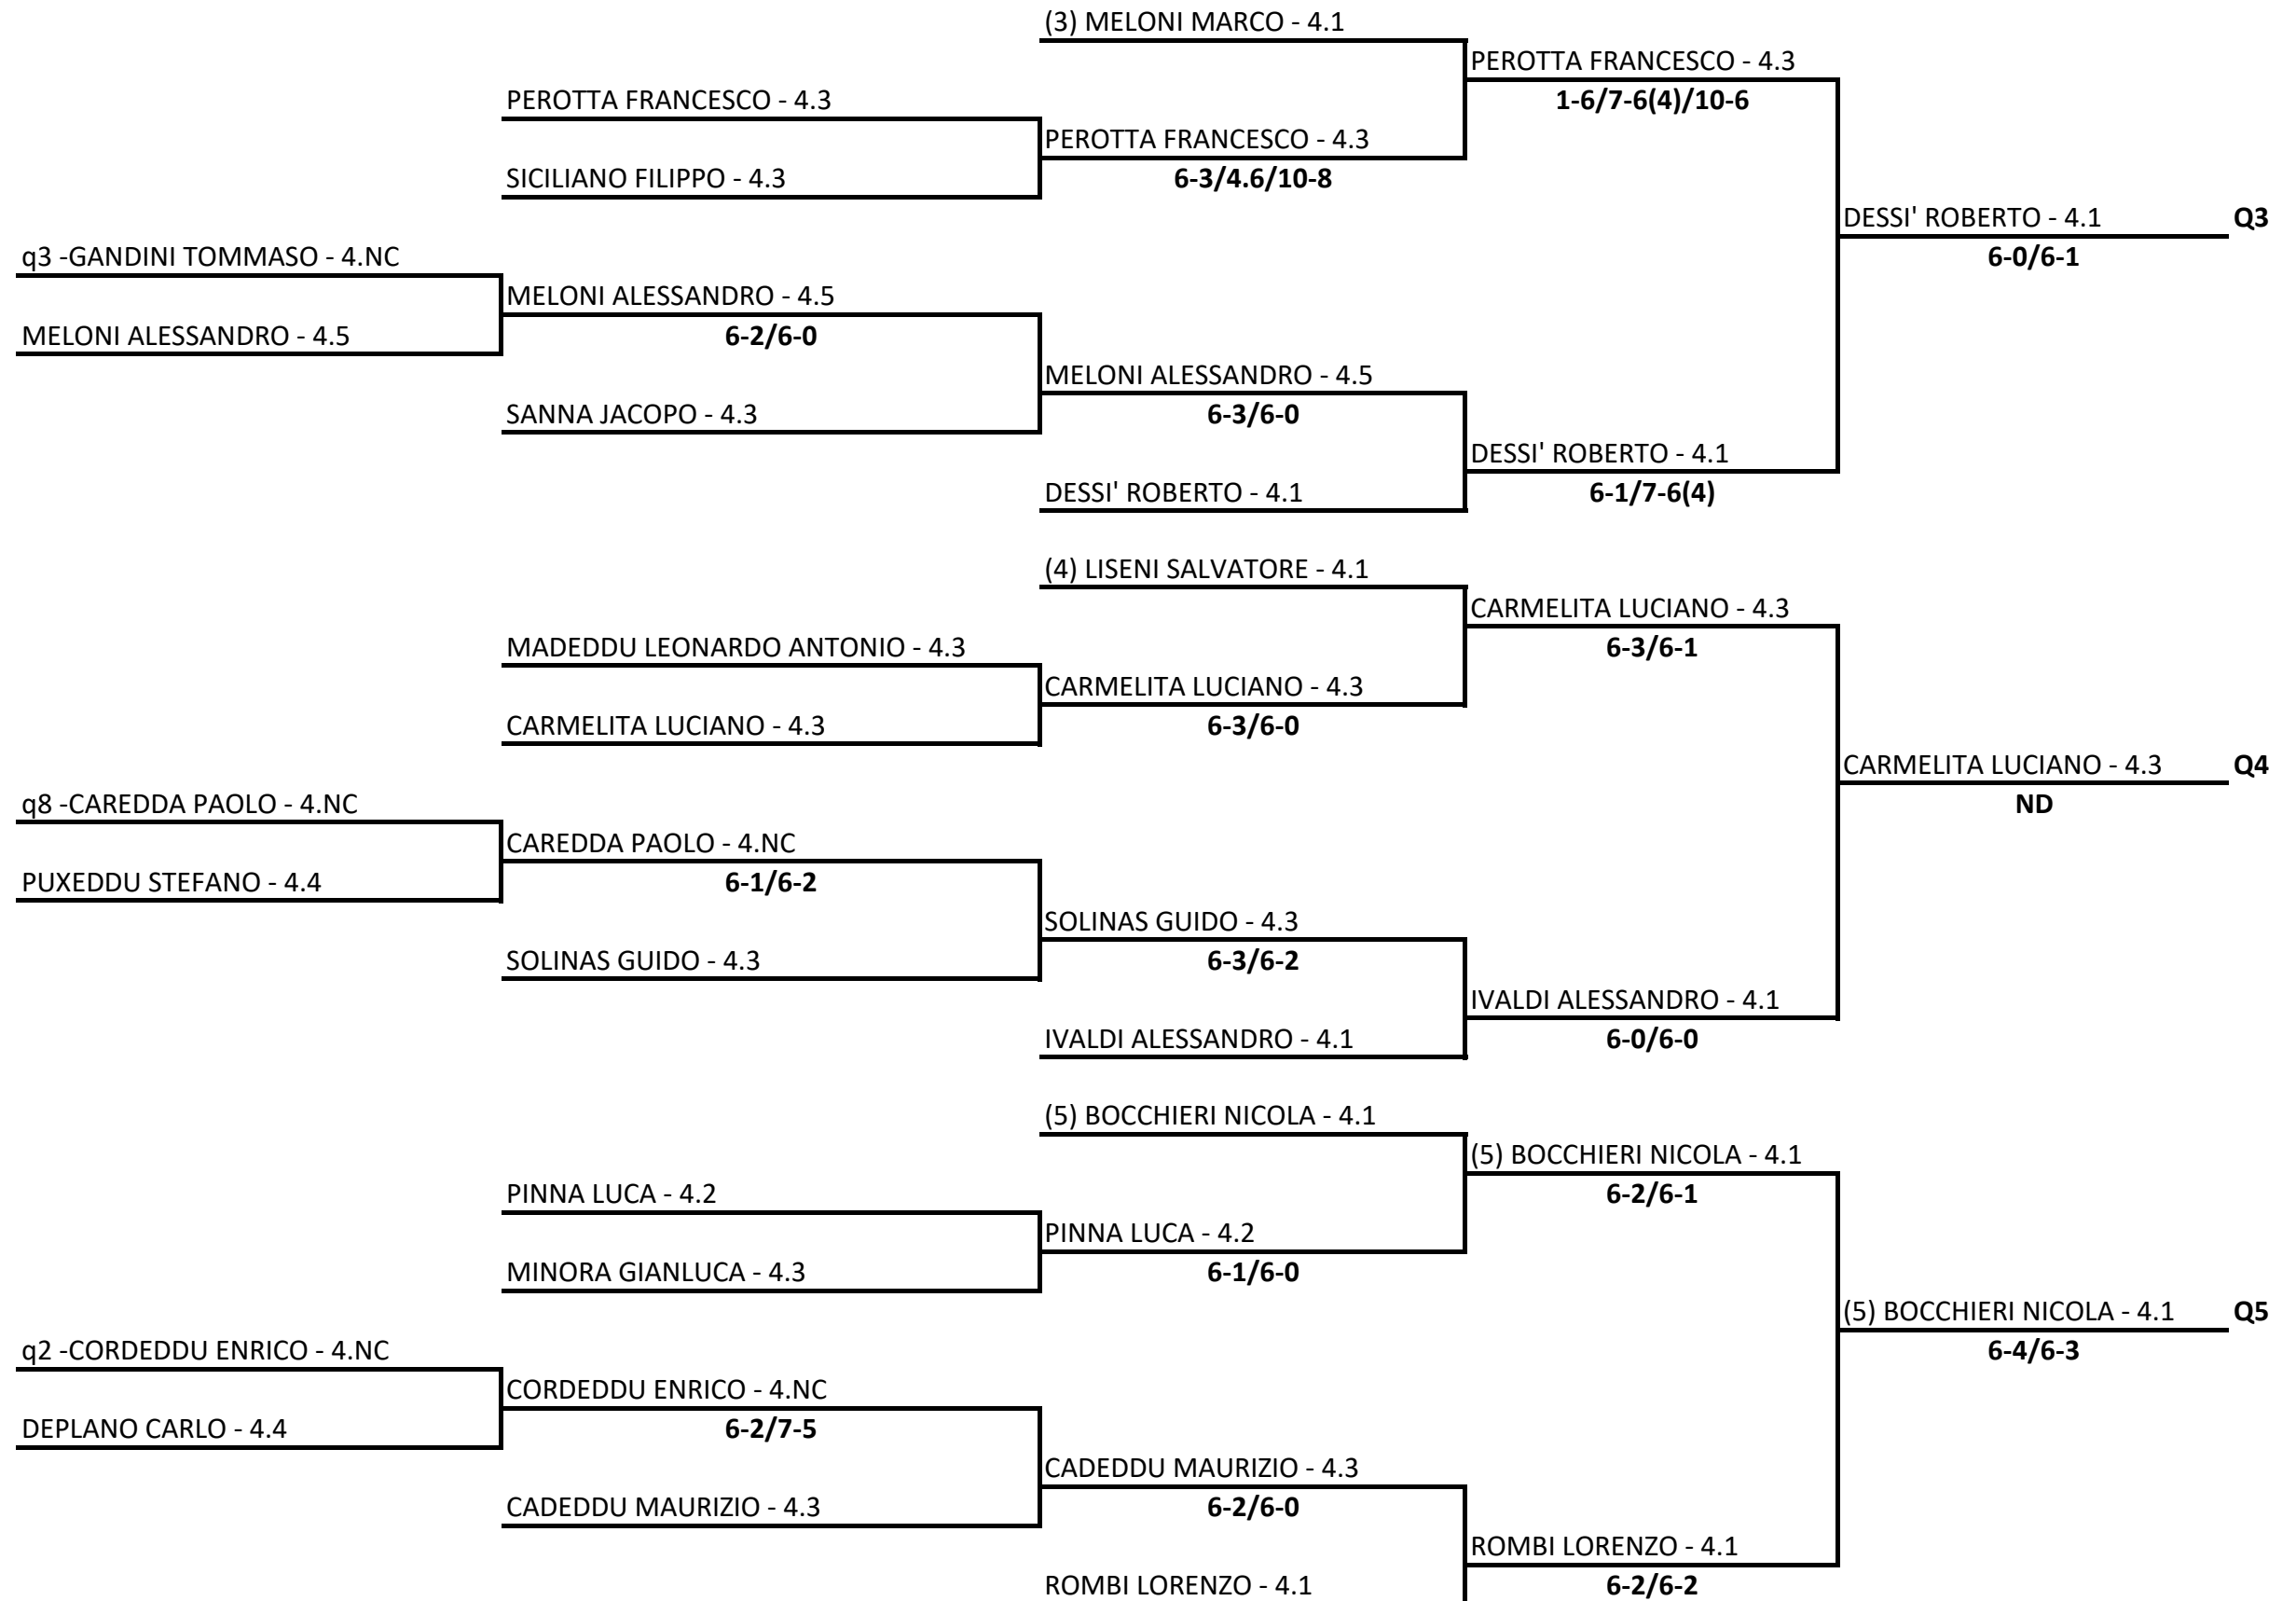 (3) MELONI MARCO - 4.1
PEROTTA FRANCESCO - 4.3
PEROTTA FRANCESCO - 4.3
1-6/7-6(4)/10-6
PEROTTA FRANCESCO - 4.3
SICILIANO FILIPPO - 4.3
6-3/4.6/10-8
DESSI' ROBERTO - 4.1 Q3
q3 -GANDINI TOMMASO - 4.NC
6-0/6-1
MELONI ALESSANDRO - 4.5
MELONI ALESSANDRO - 4.5
6-2/6-0
MELONI ALESSANDRO - 4.5
SANNA JACOPO - 4.3
6-3/6-0
DESSI' ROBERTO - 4.1
DESSI' ROBERTO - 4.1
6-1/7-6(4)
(4) LISENI SALVATORE - 4.1
CARMELITA LUCIANO - 4.3
MADEDDU LEONARDO ANTONIO - 4.3
6-3/6-1
CARMELITA LUCIANO - 4.3
CARMELITA LUCIANO - 4.3
6-3/6-0
CARMELITA LUCIANO - 4.3 Q4
q8 -CAREDDA PAOLO - 4.NC
ND
CAREDDA PAOLO - 4.NC
PUXEDDU STEFANO - 4.4
6-1/6-2
SOLINAS GUIDO - 4.3
SOLINAS GUIDO - 4.3
6-3/6-2
IVALDI ALESSANDRO - 4.1
IVALDI ALESSANDRO - 4.1
6-0/6-0
(5) BOCCHIERI NICOLA - 4.1
(5) BOCCHIERI NICOLA - 4.1
PINNA LUCA - 4.2
6-2/6-1
PINNA LUCA - 4.2
MINORA GIANLUCA - 4.3
6-1/6-0
(5) BOCCHIERI NICOLA - 4.1 Q5
q2 -CORDEDDU ENRICO - 4.NC
6-4/6-3
CORDEDDU ENRICO - 4.NC
DEPLANO CARLO - 4.4
6-2/7-5
CADEDDU MAURIZIO - 4.3
CADEDDU MAURIZIO - 4.3
6-2/6-0
ROMBI LORENZO - 4.1
ROMBI LORENZO - 4.1
6-2/6-2